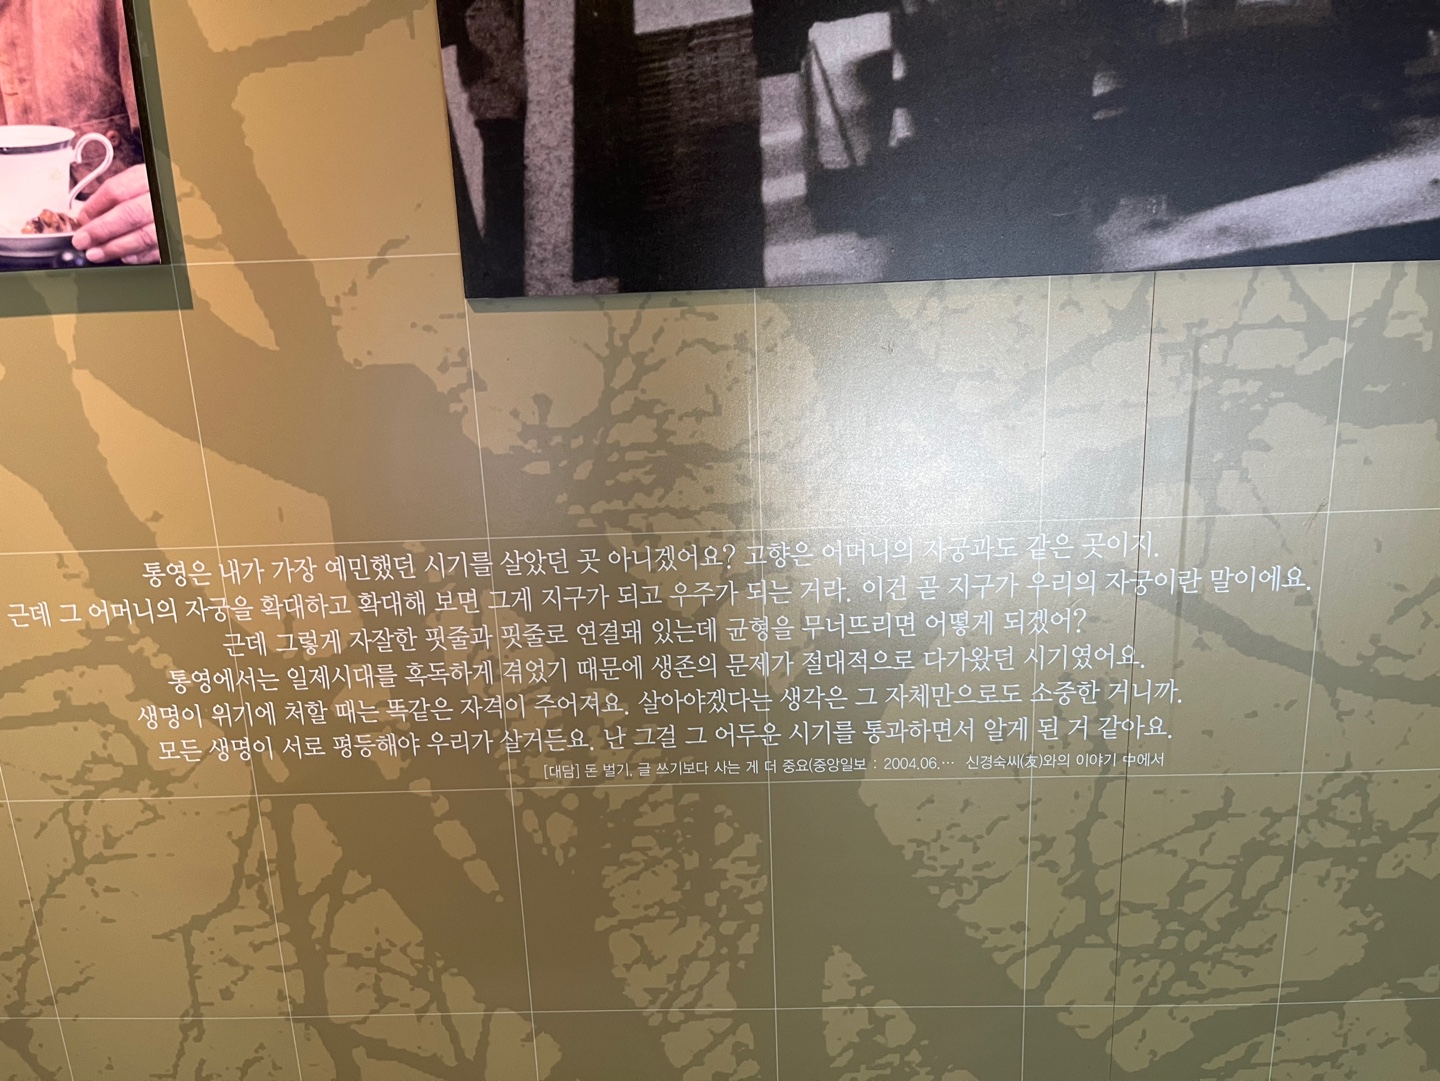 통영은 내가 가장 예민했던 시기를 살았던 곳 아니겠어요? 고향은 어머니의 자궁과도 같은 곳이지.
근데 그 어머니의 자궁을 확대하고 확대해 보면 그게 지구가 되고 우주가 되는 거라. 이건 곧 지구가 우리의 자궁이란 말이에요.
근데 그렇게 자잘한 핏줄과 핏줄로 연결돼 있는데 균형을 무너뜨리면 어떻게 되겠어?
통영에서는 일제시대를 혹독하게 겪었기 때문에 생존의 문제가 절대적으로 다가왔던 시기였어요.
생명이 위기에 처할 때는 똑같은 자격이 주어져요. 살아야겠다는 생각은 그 자체만으로도 소중한 거니까.
모든 생명이 서로 평등해야 우리가 살거든요. 난 그걸 그 어두운 시기를 통과하면서 알게 된 거 같아요.
[대담] 돈 벌기, 글 쓰기보다 사는 게 더 중요(중앙일보 : 2004.06.… 신경숙씨(友)와의 이야기 中에서